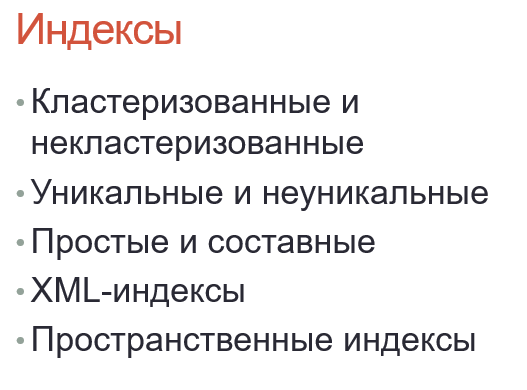 Индексы
• Кластеризованные и
некластеризованные
• Уникальные и неуникальные
• Простые и составные
• XML-индексы
• Пространственные индексы